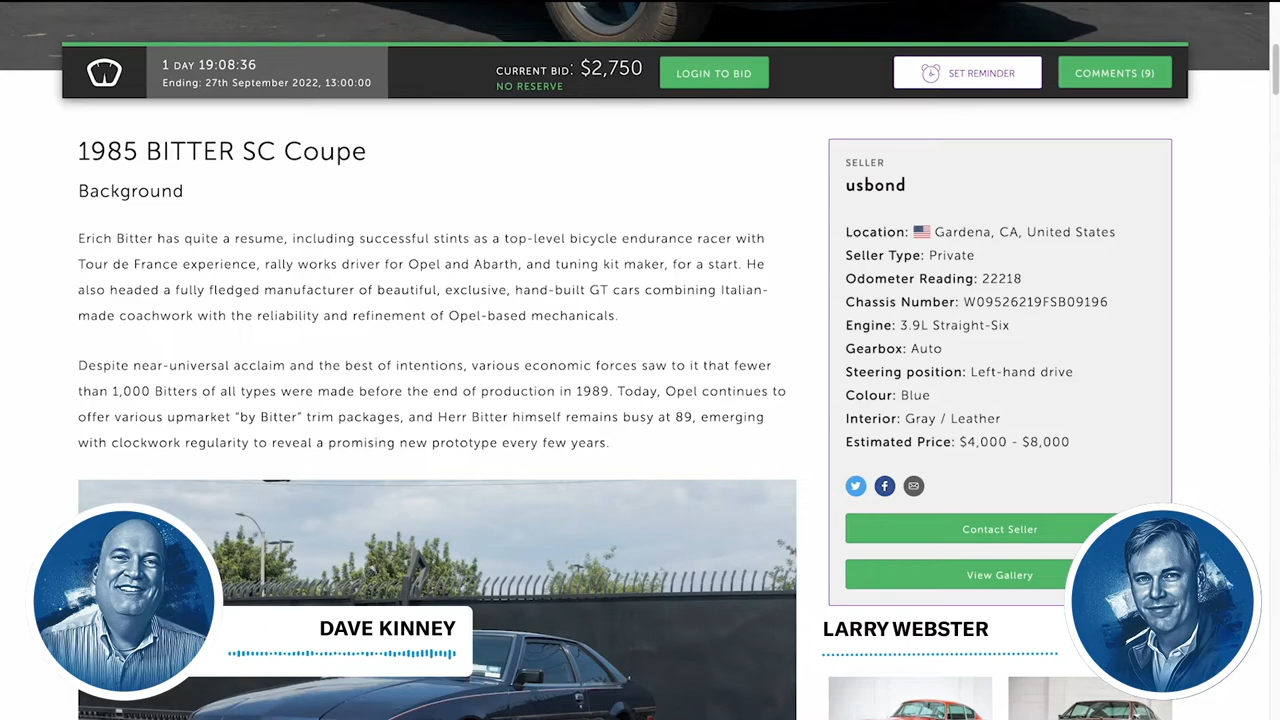 1 DAY 19:08:36
Ending: 27th September 2022, 13:00:00
CURRENT BID: $2,750
NO RESERVE
LOGIN TO BID
SET REMINDER
COMMENTS (9)
1985 BITTER SC Coupe
Background
Erich Bitter has quite a resume, including successful stints as a top-level bicycle endurance racer with
Tour de France experience, rally works driver for Opel and Abarth, and tuning kit maker, for a start. He
also headed a fully fledged manufacturer of beautiful, exclusive, hand-built GT cars combining Italian-
made coachwork with the reliability and refinement of Opel-based mechanicals.
Despite near-universal acclaim and the best of intentions, various economic forces saw to it that fewer
than 1,000 Bitters of all types were made before the end of production in 1989. Today, Opel continues to
offer various upmarket "by Bitter" trim packages, and Herr Bitter himself remains busy at 89, emerging
with clockwork regularity to reveal a promising new prototype every few years.
SELLER
usbond
Location: Gardena, CA, United States
Seller Type: Private
Odometer Reading: 22218
Chassis Number: W09526219FSB09196
Engine: 3.9L Straight-Six
Gearbox: Auto
Steering position: Left-hand drive
Colour: Blue
Interior: Gray / Leather
Estimated Price: $4,000 - $8,000
Contact Seller
View Gallery
DAVE KINNEY
LARRY WEBSTER